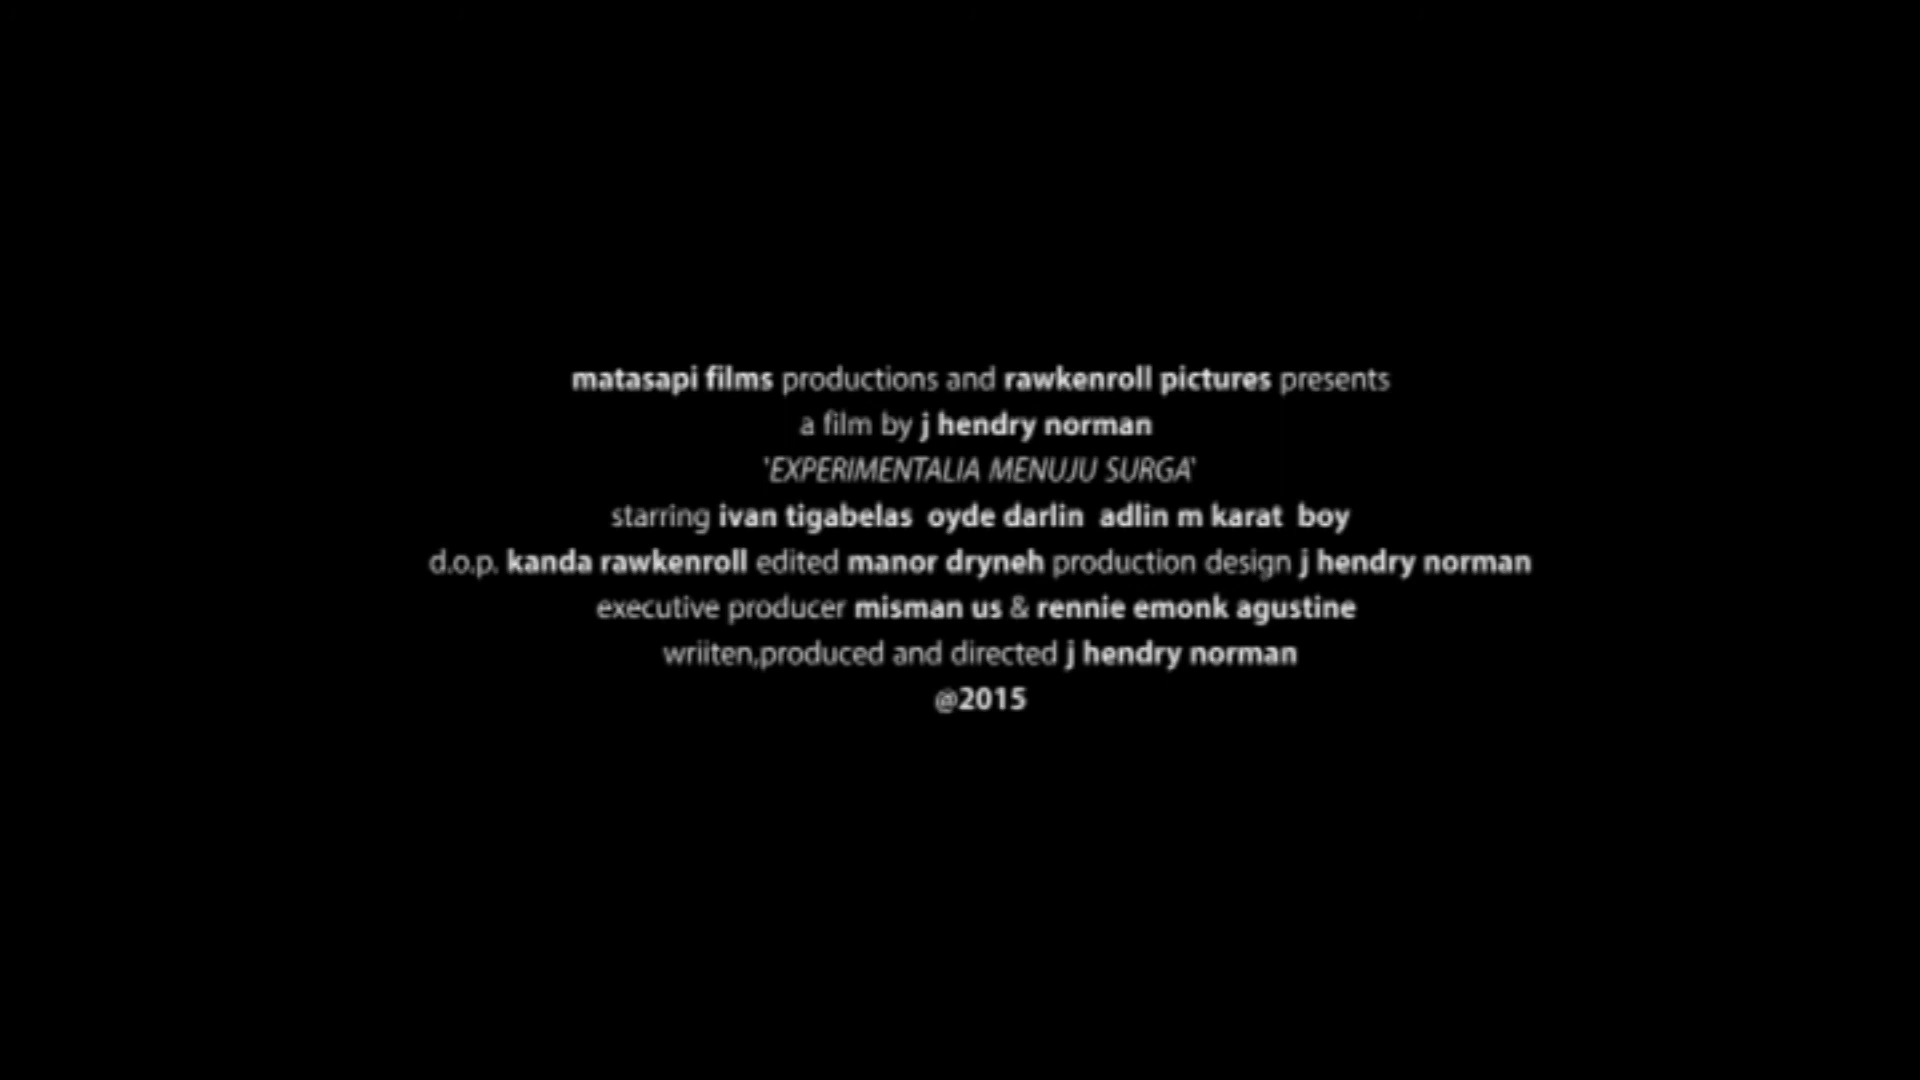 matasapi films productions and rawkenroll pictures presents
a film by j hendry norman
'EXPERIMENTALIA MENUJU SURGA'
starring ivan tigabelas oyde darlin adlin m karat boy
d.o.p. kanda rawkenroll edited manor dryneh production design j hendry norman
executive producer misman us & rennie emonk agustine
wriiten,produced and directed j hendry norman
@2015